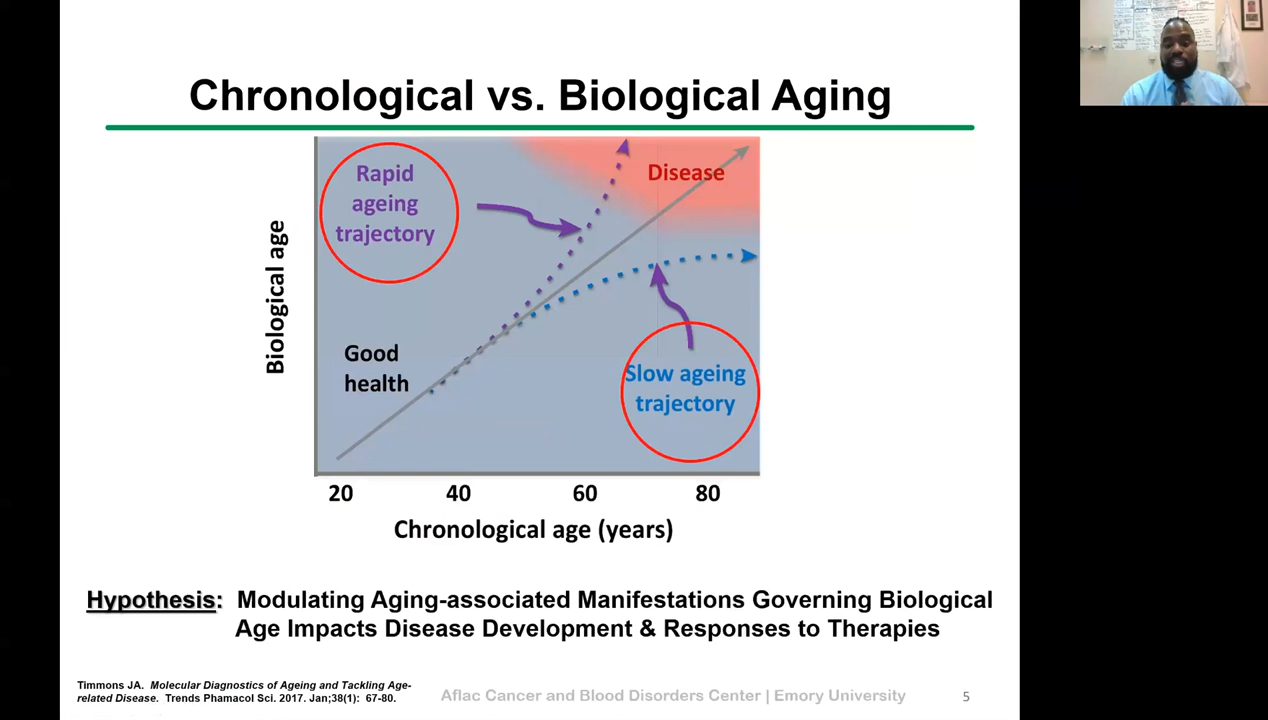 Chronological vs. Biological Aging
Rapid
ageing
trajectory
Disease
Biological age
Good
health
Slow ageing
trajectory
20 40 60 80
Chronological age (years)
Hypothesis: Modulating Aging-associated Manifestations Governing Biological
Age Impacts Disease Development & Responses to Therapies
Timmons JA. Molecular Diagnostics of Ageing and Tackling Age-
related Disease. Trends Phamacol Sci. 2017. Jan;38(1): 67-80.
Aflac Cancer and Blood Disorders Center | Emory University
5